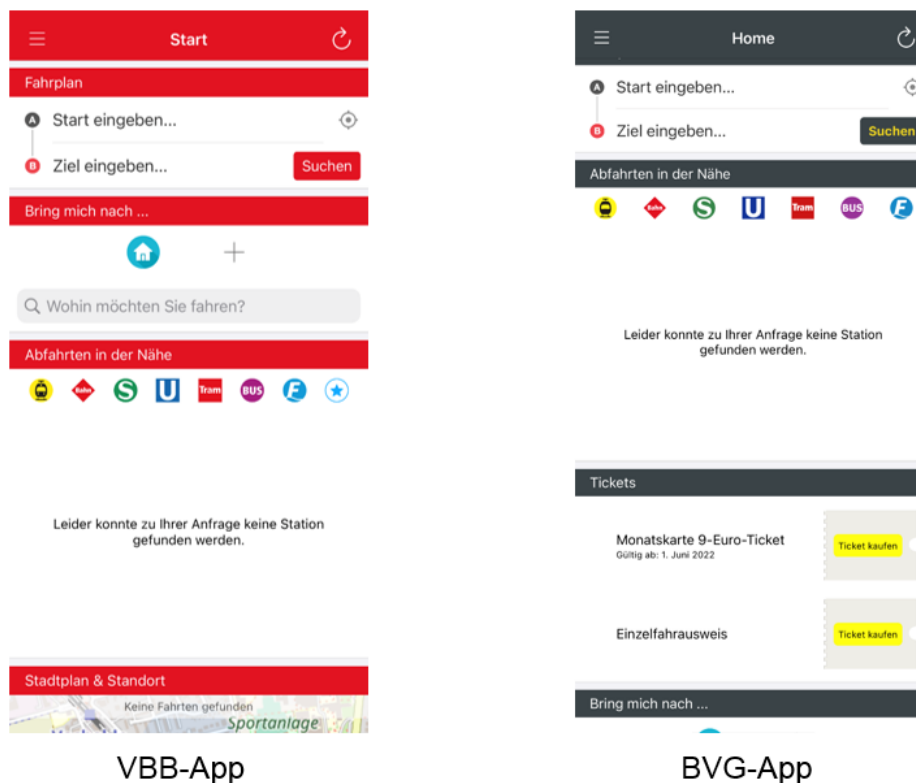 Start
Fahrplan
A Start eingeben...
B Ziel eingeben...
Suchen
Bring mich nach ...
Wohin möchten Sie fahren?
Abfahrten in der Nähe
Bahn S U Tram BUS F
Leider konnte zu Ihrer Anfrage keine Station
gefunden werden.
Stadtplan & Standort
Keine Fahrten gefunden
Sportanlage
VBB-App
Home
A Start eingeben...
B Ziel eingeben...
Suchen
Abfahrten in der Nähe
Bahn S U Tram BUS F
Leider konnte zu Ihrer Anfrage keine Station
gefunden werden.
Tickets
Monatskarte 9-Euro-Ticket
Gültig ab: 1. Juni 2022
Ticket kaufen
Einzelfahrausweis
Ticket kaufen
Bring mich nach ...
BVG-App